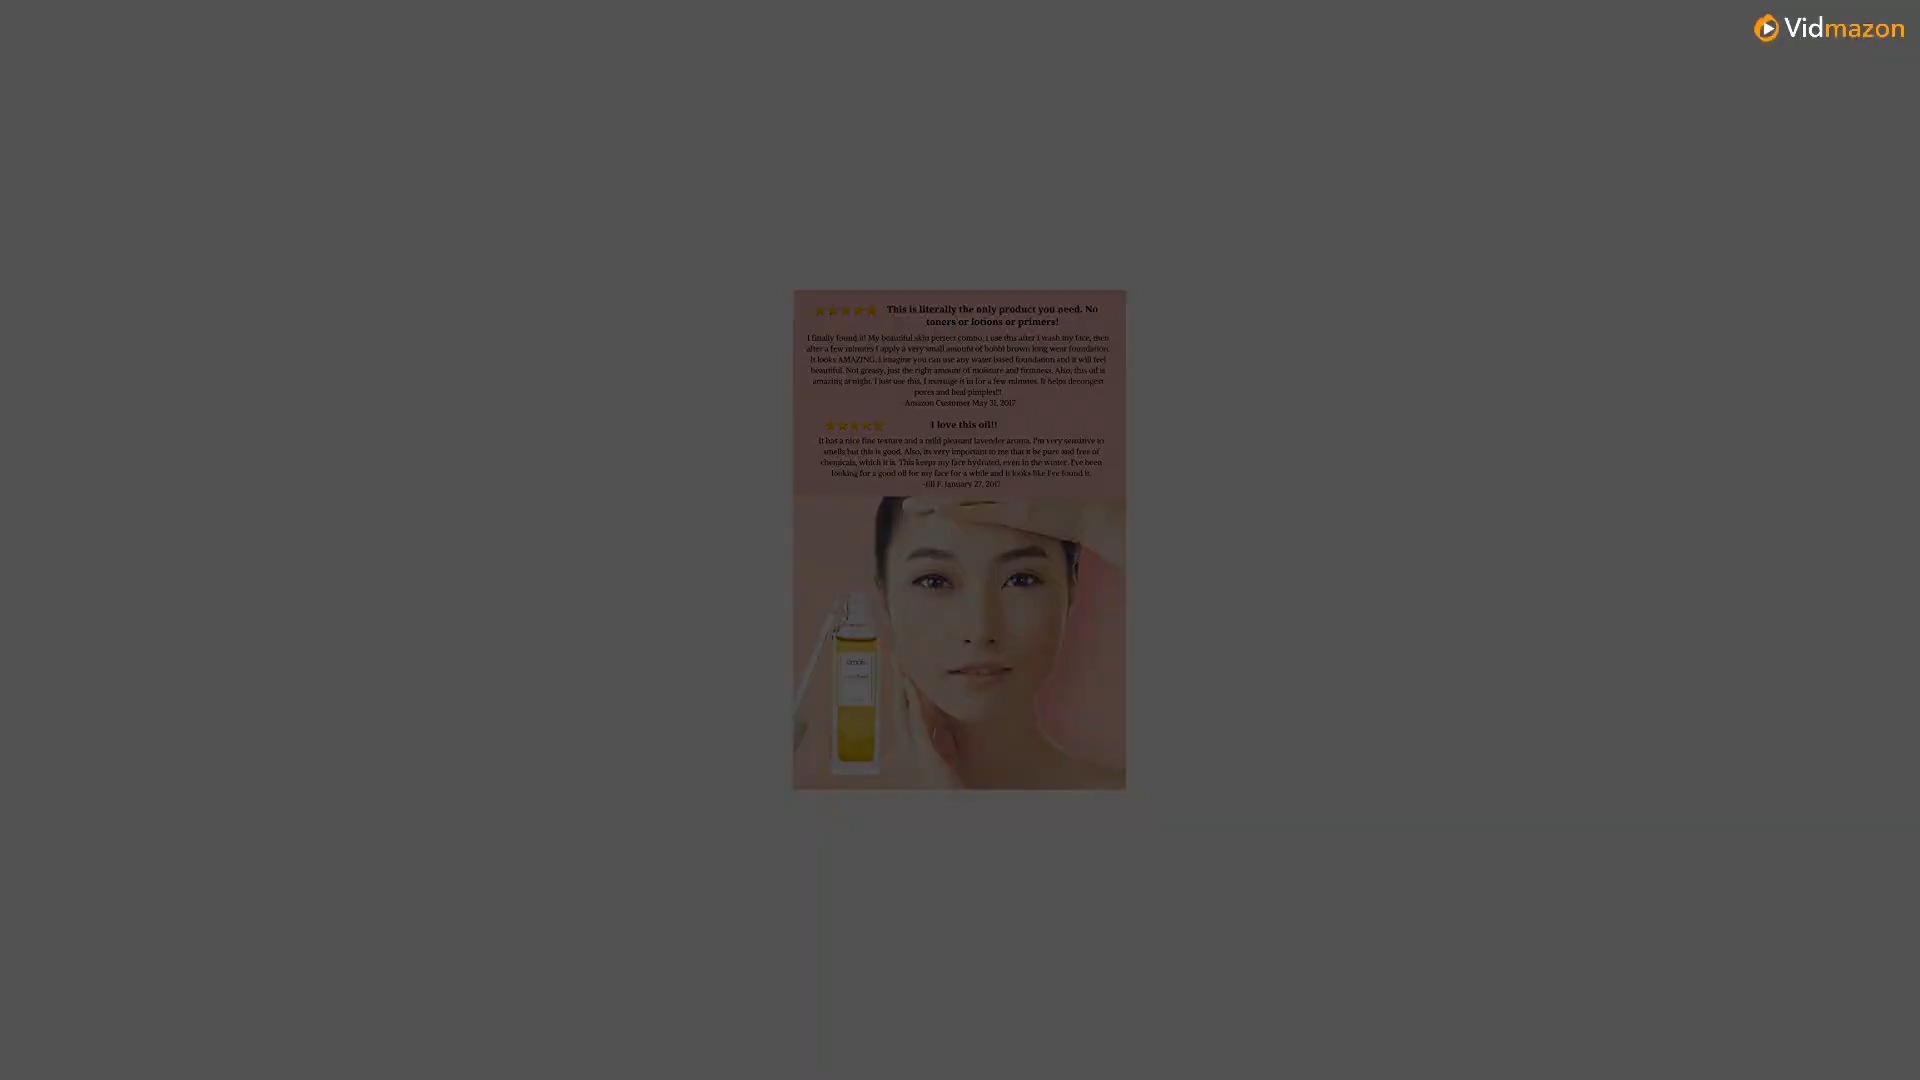 Vidmazon
This is literally the only product you need. No
toners or lotions or primers!
I finally found it! My beautiful skin perfect combo, I use this after I wash my face, then
after a few minutes I apply a very small amount of bobbi brown long wear foundation.
It looks AMAZING. I imagine you can use any water based foundation and it will feel
beautiful. Not greasy, just the right amount of moisture and firmness. Also, this oil is
amazing at night. I just use this, I massage it in for a few minutes. It helps decongest
pores and heal pimples!!!
-Amazon Customer May 31, 2017
I love this oil!!
It has a nice fine texture and a mild pleasant lavender aroma. I'm very sensitive to
smells but this is good. Also, its very important to me that it be pure and free of
chemicals, which it is. This keeps my face hydrated, even in the winter. I've been
looking for a good oil for my face for a while and it looks like I've found it.
-Jill F. January 27, 2017